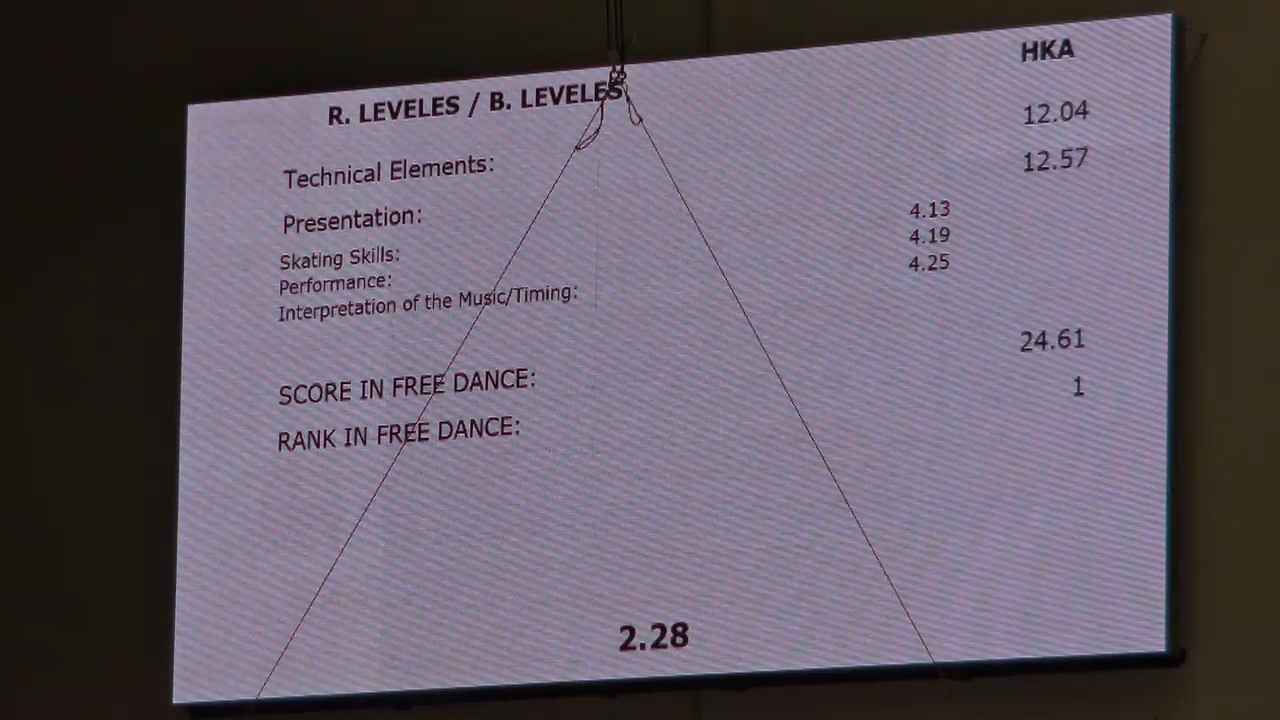 R. LEVELES / B. LEVELES HKA
Technical Elements: 12.04
Presentation: 12.57
Skating Skills: 4.13
Performance: 4.19
Interpretation of the Music/Timing: 4.25
SCORE IN FREE DANCE: 24.61
RANK IN FREE DANCE: 1
2.28